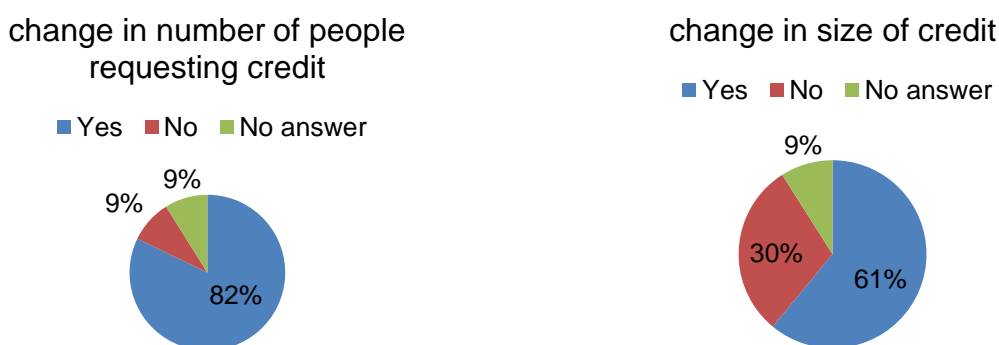 change in number of people
requesting credit
Yes No No answer
9%
9%
82%
change in size of credit
Yes No No answer
9%
30%
61%